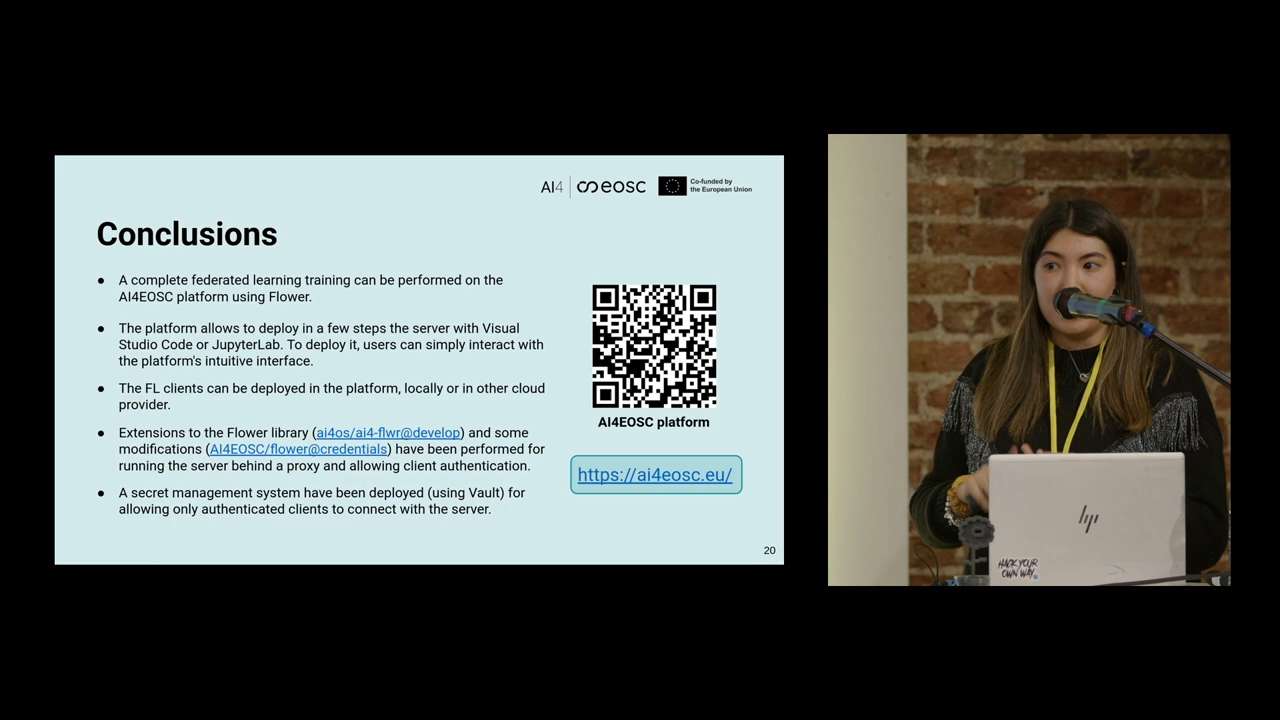 AI4 eosc
Co-funded by
the European Union
Conclusions
● A complete federated learning training can be performed on the
AI4EOSC platform using Flower.
● The platform allows to deploy in a few steps the server with Visual
Studio Code or JupyterLab. To deploy it, users can simply interact with
the platform's intuitive interface.
● The FL clients can be deployed in the platform, locally or in other cloud
provider.
● Extensions to the Flower library (ai4os/ai4-flwr@develop) and some
modifications (AI4EOSC/flower@credentials) have been performed for
running the server behind a proxy and allowing client authentication.
● A secret management system have been deployed (using Vault) for
allowing only authenticated clients to connect with the server.
AI4EOSC platform
https://ai4eosc.eu/
20
hp
HACK YOUR
OWN WAY